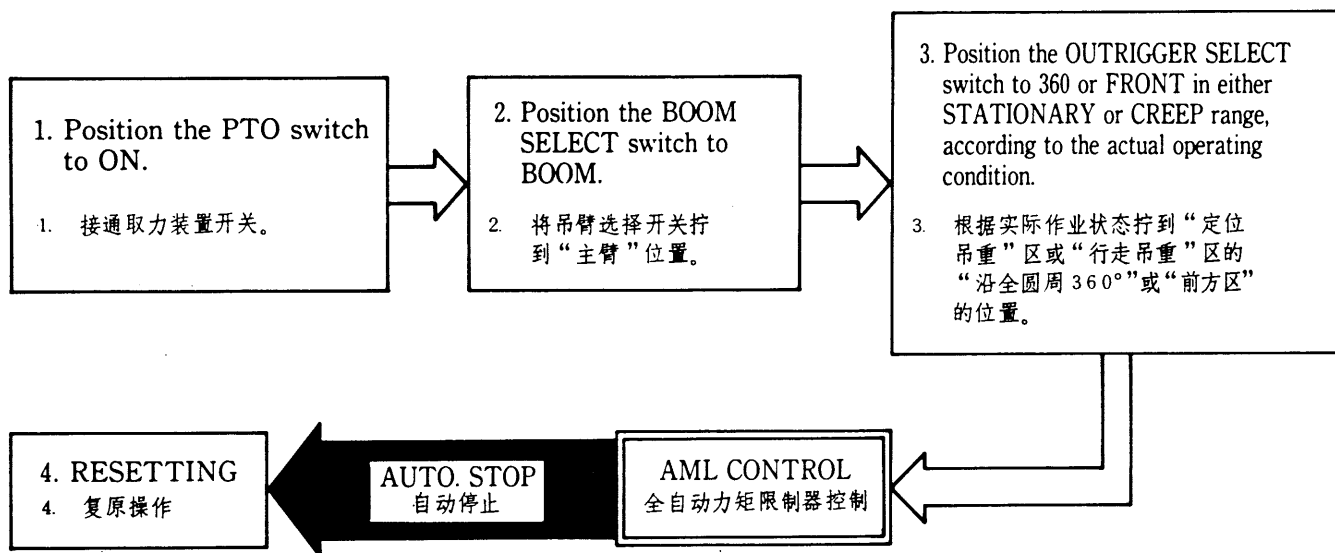 1. Position the PTO switch
to ON.
1. 接通取力装置开关。
2. Position the BOOM
SELECT switch to
BOOM.
2. 将吊臂选择开关拧
到“主臂”位置。
3. Position the OUTRIGGER SELECT
switch to 360 or FRONT in either
STATIONARY or CREEP range,
according to the actual operating
condition.
3. 根据实际作业状态拧到“定位
吊重”区或“行走吊重”区的
“沿全圆周360°”或“前方区”
的位置。
AML CONTROL
全自动力矩限制器控制
AUTO. STOP
自动停止
4. RESETTING
4. 复原操作